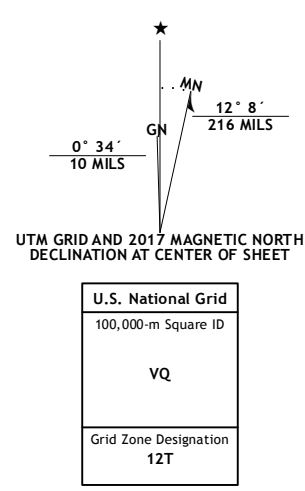 ★
MN
12° 8´
216 MILS
GN
0° 34´
10 MILS
UTM GRID AND 2017 MAGNETIC NORTH
DECLINATION AT CENTER OF SHEET
U.S. National Grid
100,000-m Square ID
VQ
Grid Zone Designation
12T